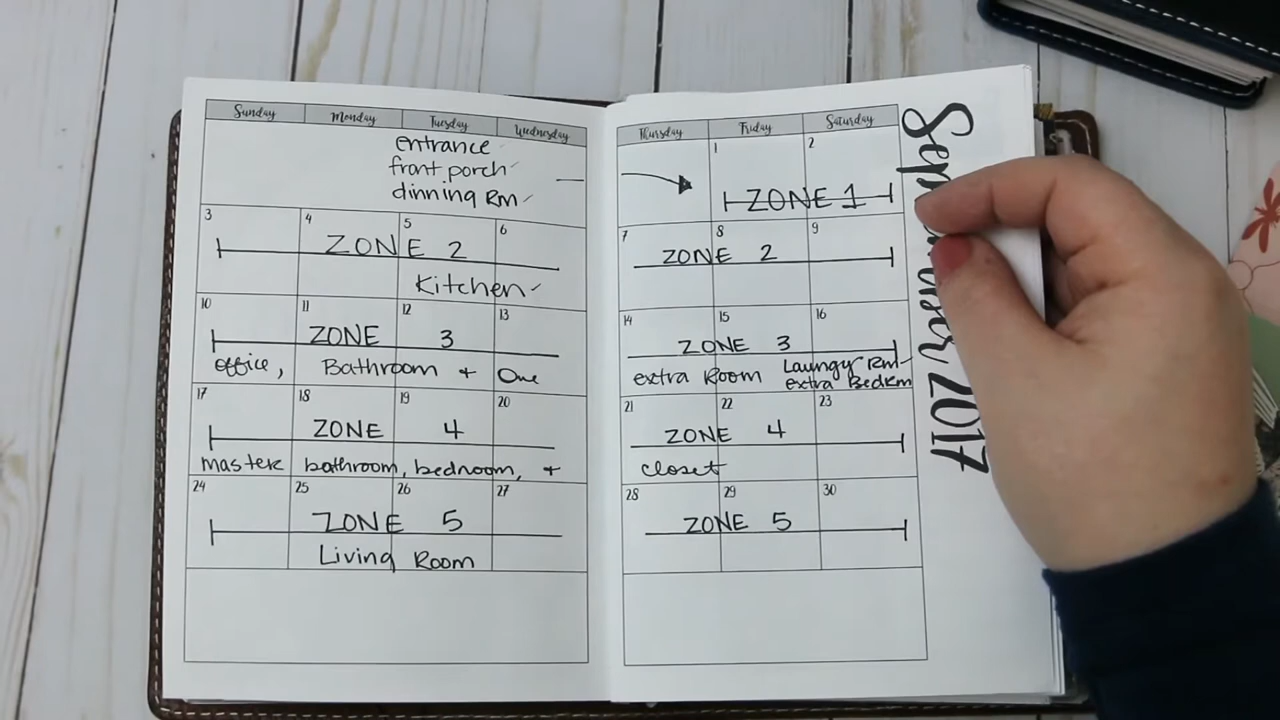 Sunday Monday Tuesday Wednesday Thursday Friday Saturday
entrance
front porch
dinning Rm
1 2
ZONE 1
3 4 5 6 7 8 9
ZONE 2 ZONE 2
Kitchen
10 11 12 13 14 15 16
ZONE 3 ZONE 3
office, Bathroom + One extra Room Laungy Rm
extra BedRm
17 18 19 20 21 22 23
ZONE 4 ZONE 4
master bathroom, bedroom, + closet
24 25 26 27 28 29 30
ZONE 5 ZONE 5
Living Room
2017